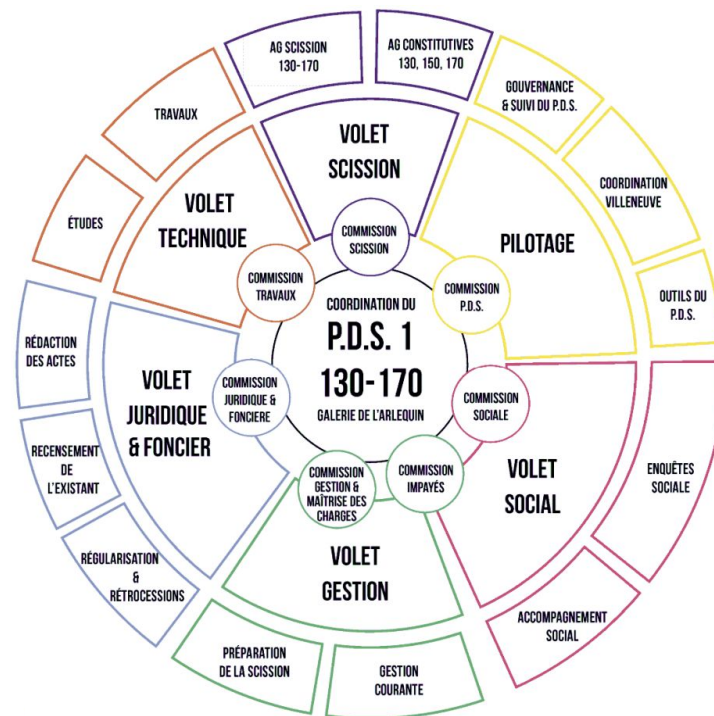 AG SCISSION
130-170
AG CONSTITUTIVES
130, 150, 170
GOUVERNANCE
& SUIVI DU P.D.S.
COORDINATION
VILLENEUVE
OUTILS DU
P.D.S.
TRAVAUX
ÉTUDES
VOLET
SCISSION
COMMISSION
SCISSION
VOLET
TECHNIQUE
COMMISSION
TRAVAUX
PILOTAGE
COMMISSION
P.D.S.
COORDINATION DU
P.D.S. 1
130-170
GALERIE DE L'ARLEQUIN
RÉDACTION
DES ACTES
RECENSEMENT
DE
L'EXISTANT
RÉGULARISATION
&
RÉTROCESSIONS
VOLET
JURIDIQUE
& FONCIER
COMMISSION
JURIDIQUE &
FONCIERE
COMMISSION
SOCIALE
VOLET
SOCIAL
ENQUÊTES
SOCIALE
ACCOMPAGNEMENT
SOCIAL
COMMISSION
GESTION &
MAÎTRISE DES
CHARGES
COMMISSION
IMPAYÉS
VOLET
GESTION
PRÉPARATION
DE LA SCISSION
GESTION
COURANTE